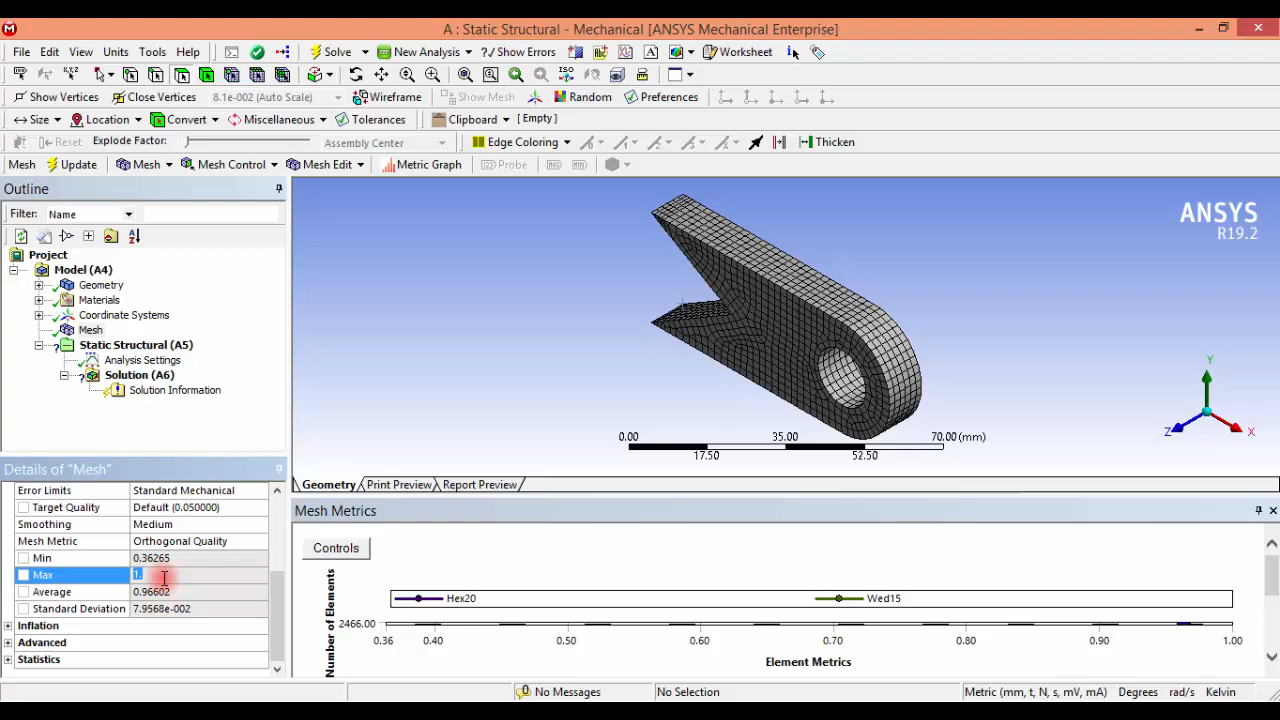 A : Static Structural - Mechanical [ANSYS Mechanical Enterprise]
File Edit View Units Tools Help Solve New Analysis ?/ Show Errors Worksheet
Show Vertices Close Vertices 8.1e-002 (Auto Scale) Wireframe Show Mesh Random Preferences
Size Location Convert Miscellaneous Tolerances Clipboard [ Empty ]
Reset Explode Factor: Assembly Center Edge Coloring Thicken
Mesh Update Mesh Mesh Control Mesh Edit Metric Graph Probe
Outline
Filter: Name
Project
Model (A4)
Geometry
Materials
Coordinate Systems
Mesh
Static Structural (A5)
Analysis Settings
Solution (A6)
Solution Information
ANSYS
R19.2
Y
Z X
0.00 35.00 70.00 (mm)
17.50 52.50
Geometry Print Preview Report Preview
Details of "Mesh"
Error Limits Standard Mechanical
Target Quality Default (0.050000)
Smoothing Medium
Mesh Metric Orthogonal Quality
Min 0.36265
Max 1.
Average 0.96602
Standard Deviation 7.9568e-002
Inflation
Advanced
Statistics
Mesh Metrics
Controls
Hex20 Wed15
Number of Elements
2466.00
0.36 0.40 0.50 0.60 0.70 0.80 0.90 1.00
Element Metrics
0 No Messages No Selection Metric (mm, t, N, s, mV, mA) Degrees rad/s Kelvin